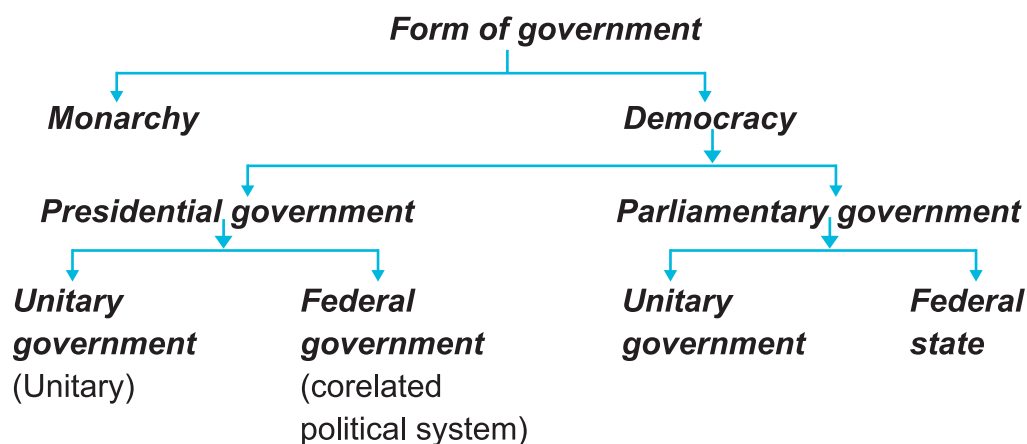 Form of government
Monarchy
Democracy
Presidential government
Parliamentary government
Unitary
government
(Unitary)
Federal
government
(corelated
political system)
Unitary
government
Federal
state